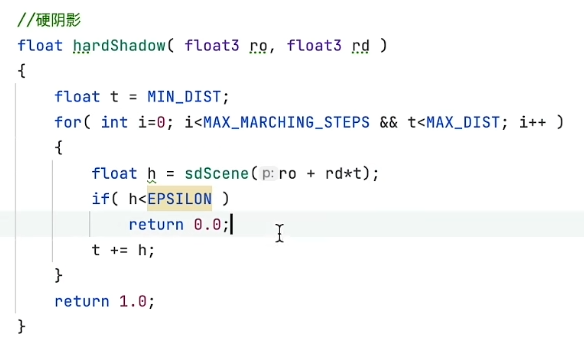 //硬阴影
float hardShadow( float3 ro, float3 rd )
{
    float t = MIN_DIST;
    for( int i=0; i<MAX_MARCHING_STEPS && t<MAX_DIST; i++ )
    {
        float h = sdScene( p: ro + rd*t);
        if( h<EPSILON )
            return 0.0;
        t += h;
    }
    return 1.0;
}